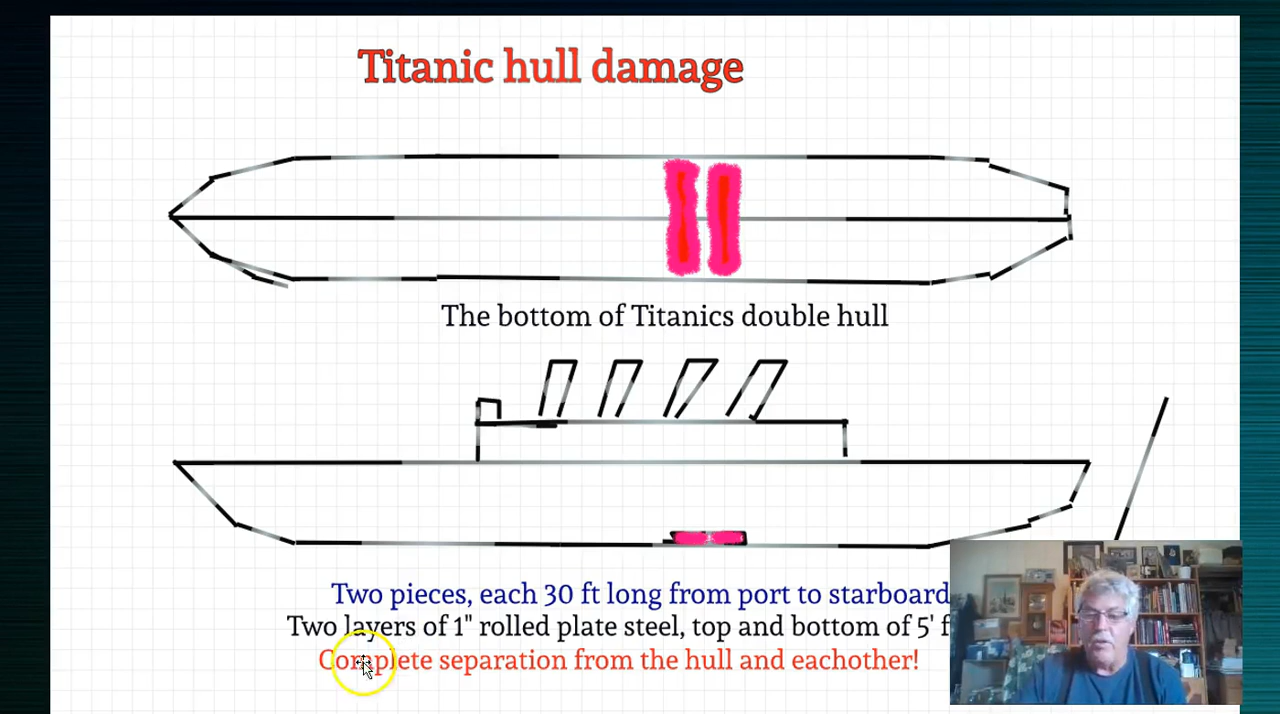 Titanic hull damage
The bottom of Titanics double hull
Two pieces, each 30 ft long from port to starboard
Two layers of 1" rolled plate steel, top and bottom of 5'
Complete separation from the hull and eachother!